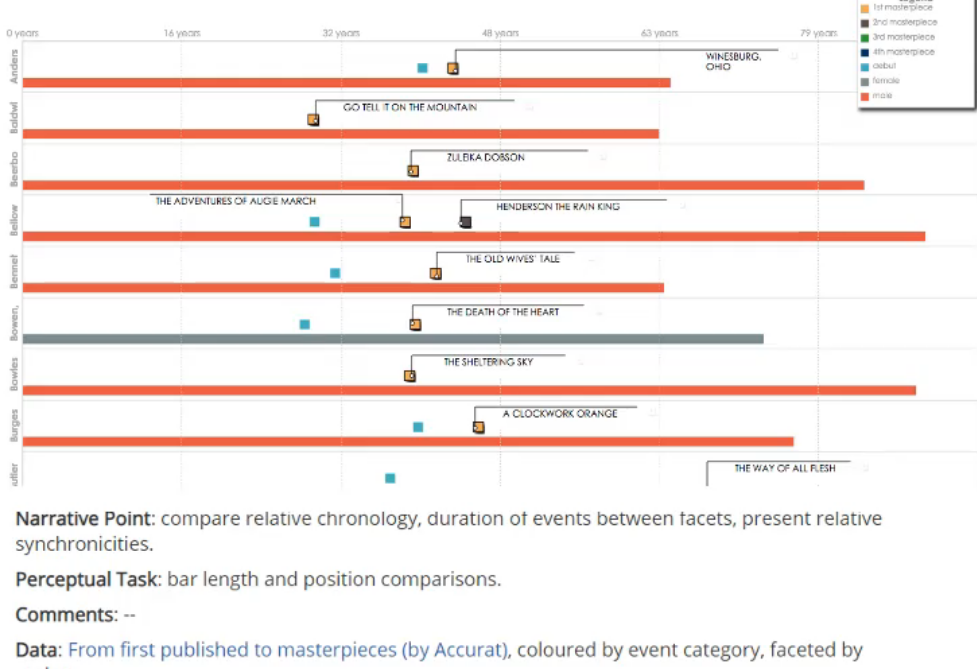 1st masterpiece
2nd masterpiece
3rd masterpiece
4th masterpiece
debut
female
male
0 years 16 years 32 years 48 years 63 years 79 years
Anders
WINESBURG,
OHIO
Baldwi
GO TELL IT ON THE MOUNTAIN
Beerbo
ZULEIKA DOBSON
Bellow
THE ADVENTURES OF AUGIE MARCH
HENDERSON THE RAIN KING
Bennet
THE OLD WIVES' TALE
Bowen,
THE DEATH OF THE HEART
Bowles
THE SHELTERING SKY
Burges
A CLOCKWORK ORANGE
utler
THE WAY OF ALL FLESH
Narrative Point: compare relative chronology, duration of events between facets, present relative
synchronicities.
Perceptual Task: bar length and position comparisons.
Comments: --
Data: From first published to masterpieces (by Accurat), coloured by event category, faceted by